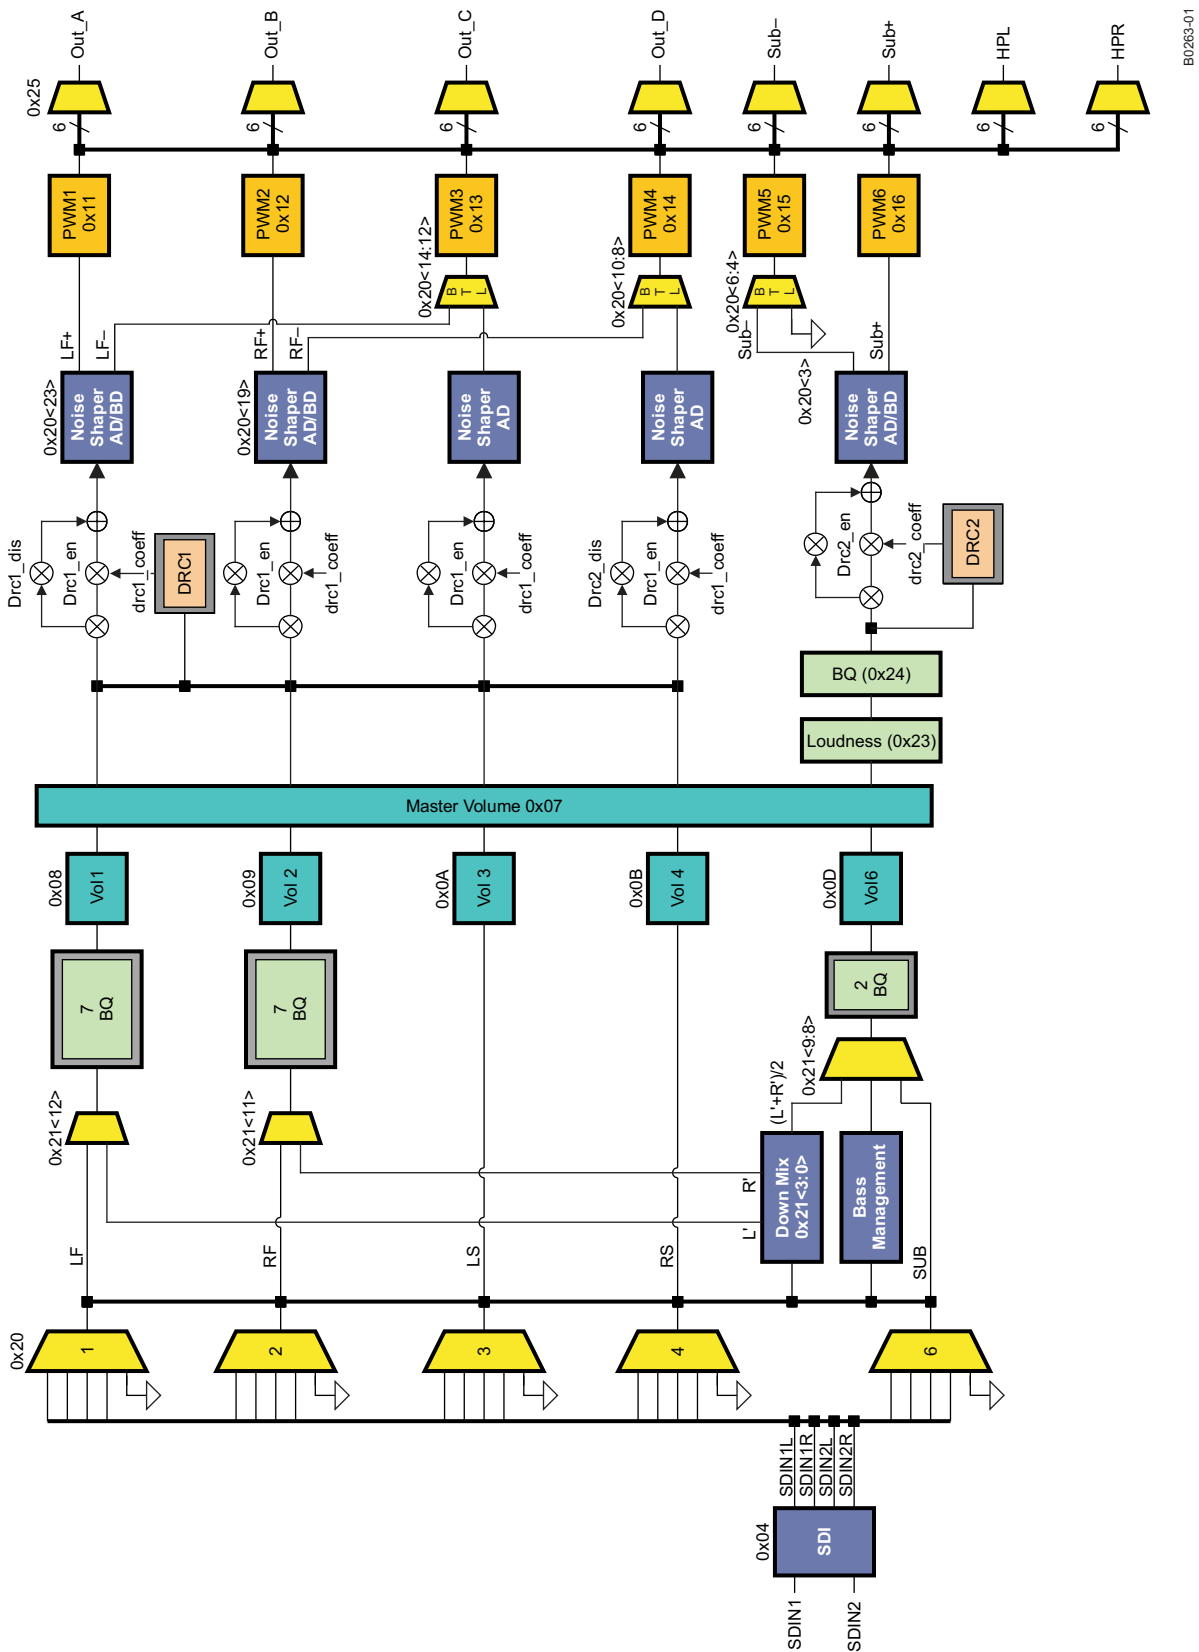 SDIN1
SDIN2
0x04
SDI
SDIN1L
SDIN1R
SDIN2L
SDIN2R
0x20
1
2
3
4
6
LF
RF
LS
RS
SUB
L'
R'
Down Mix
0x21<3:0>
Bass
Management
(L'+R')/2
0x21<12>
0x21<11>
0x21<9:8>
7
BQ
7
BQ
2
BQ
0x08
Vol1
0x09
Vol 2
0x0A
Vol 3
0x0B
Vol 4
0x0D
Vol6
Master Volume 0x07
Loudness (0x23)
BQ (0x24)
Drc1_dis
Drc1_en
drc1_coeff
DRC1
Drc1_en
drc1_coeff
Drc1_en
drc1_coeff
Drc2_dis
Drc1_en
drc1_coeff
Drc2_en
drc2_coeff
DRC2
0x20<23>
Noise
Shaper
AD/BD
0x20<19>
Noise
Shaper
AD/BD
Noise
Shaper
AD
Noise
Shaper
AD
0x20<3>
Noise
Shaper
AD/BD
LF+
LF–
RF+
RF–
Sub–
Sub+
0x20<14:12>
B
T
L
0x20<10:8>
B
T
L
0x20<6:4>
B
T
L
PWM1
0x11
PWM2
0x12
PWM3
0x13
PWM4
0x14
PWM5
0x15
PWM6
0x16
0x25
6
6
6
6
6
6
6
6
Out_A
Out_B
Out_C
Out_D
Sub–
Sub+
HPL
HPR
B0263-01